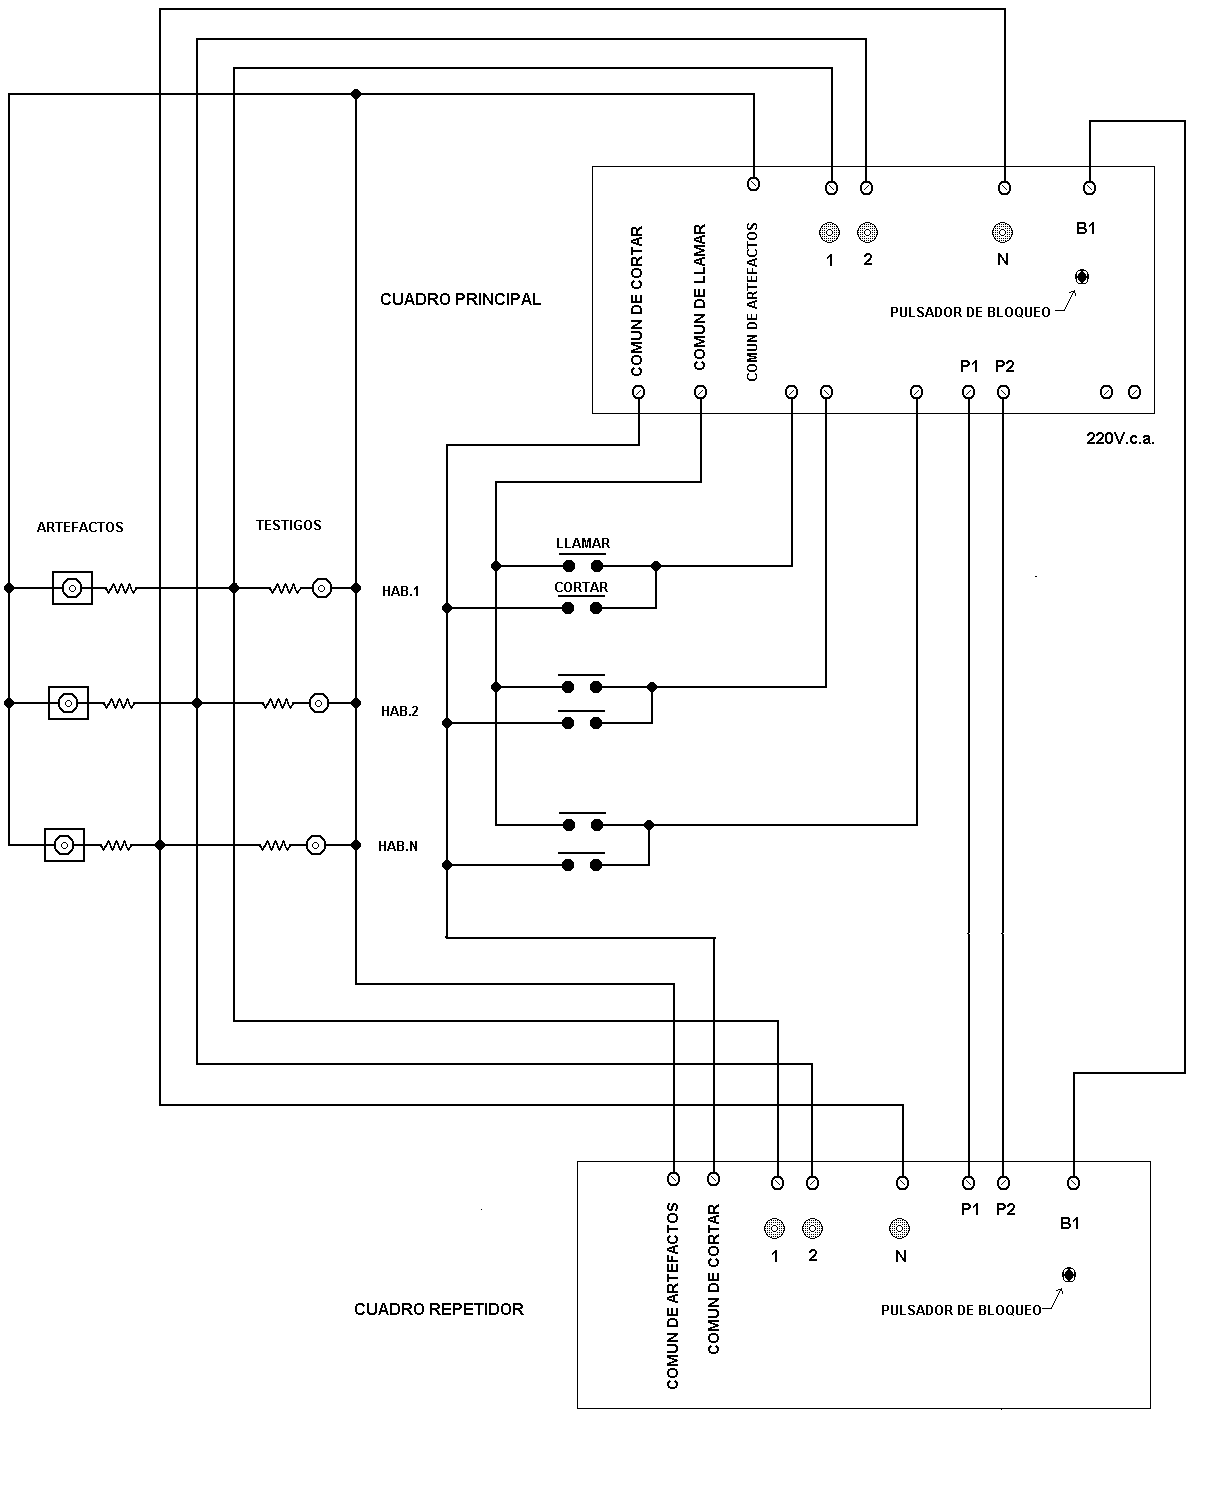 B1
1
2
N
COMUN DE CORTAR
COMUN DE LLAMAR
COMUN DE ARTEFACTOS
CUADRO PRINCIPAL
PULSADOR DE BLOQUEO
P1
P2
220V.c.a.
ARTEFACTOS
TESTIGOS
LLAMAR
CORTAR
HAB.1
HAB.2
HAB.N
P1
P2
B1
1
2
N
COMUN DE ARTEFACTOS
COMUN DE CORTAR
CUADRO REPETIDOR
PULSADOR DE BLOQUEO